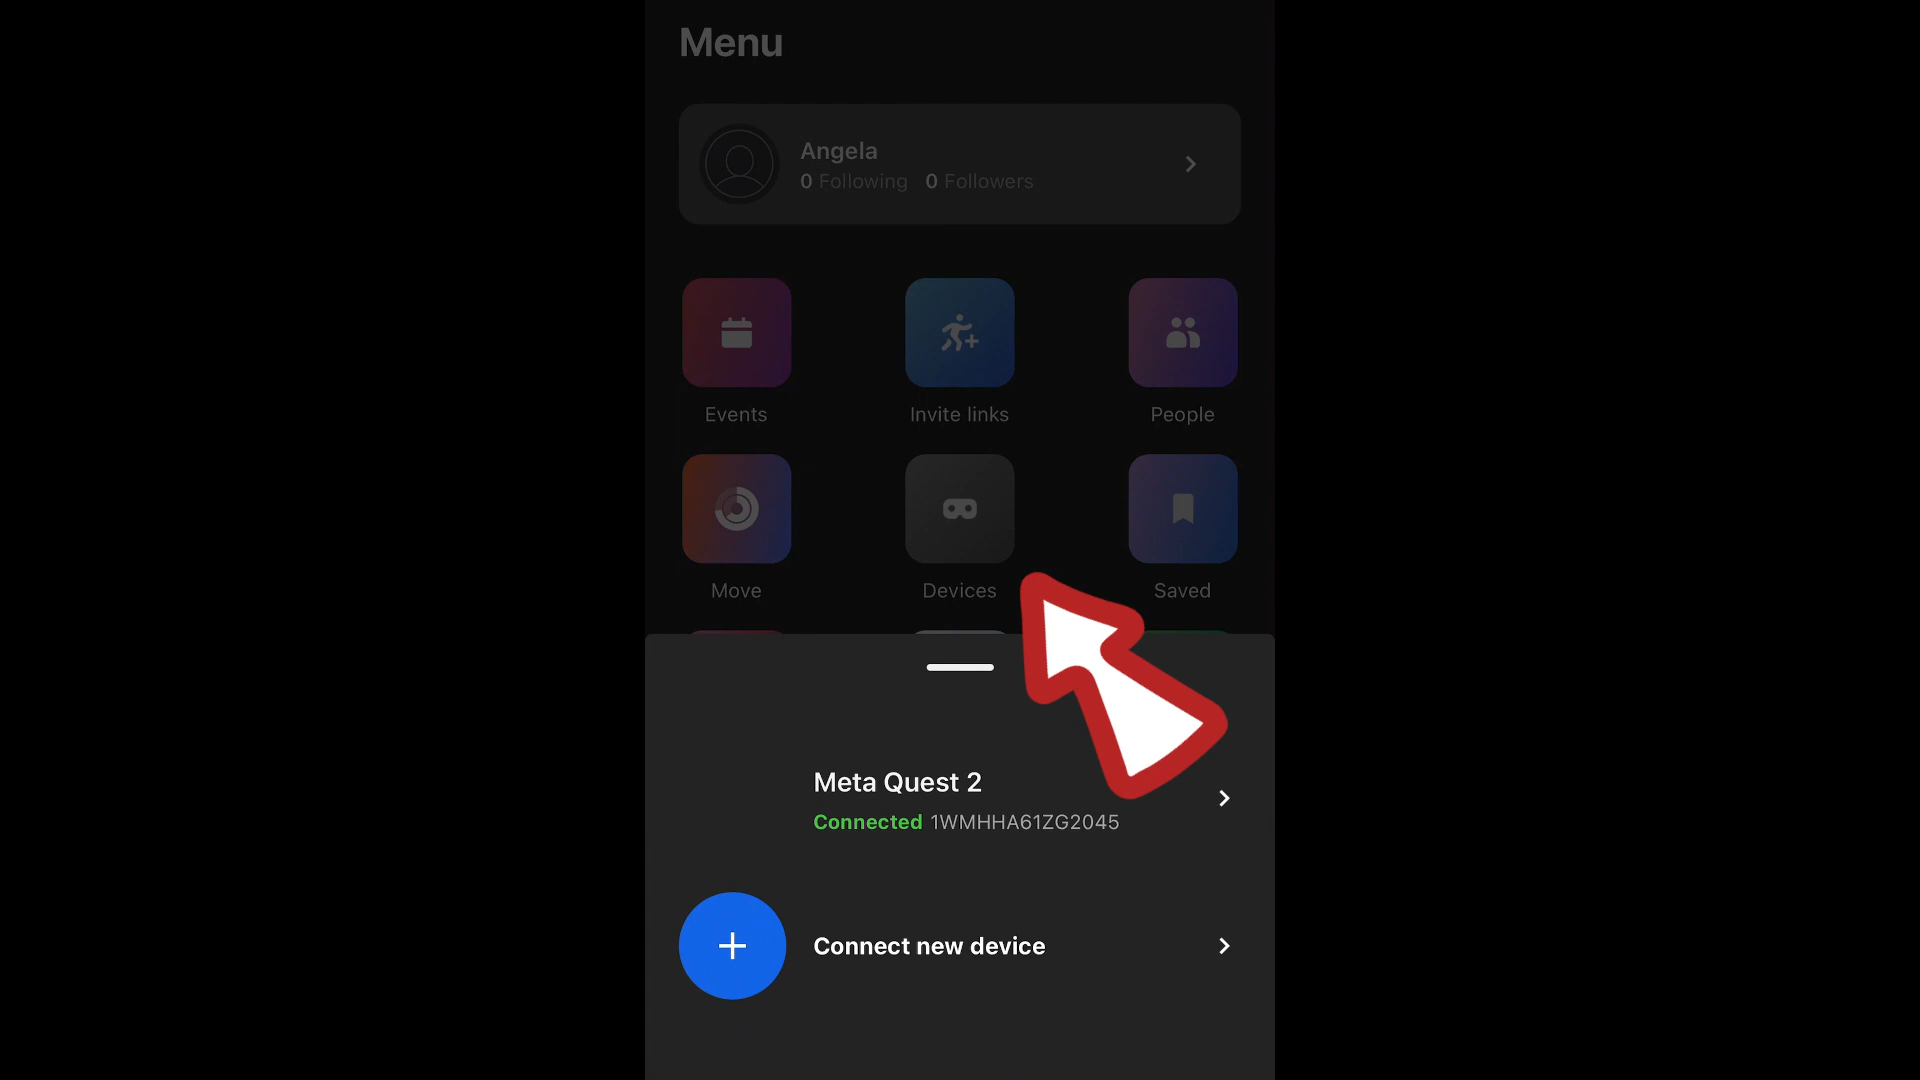 Menu
Angela
0 Following 0 Followers
Events Invite links People
Move Devices Saved
Meta Quest 2
Connected 1WMHHA61ZG2045
Connect new device